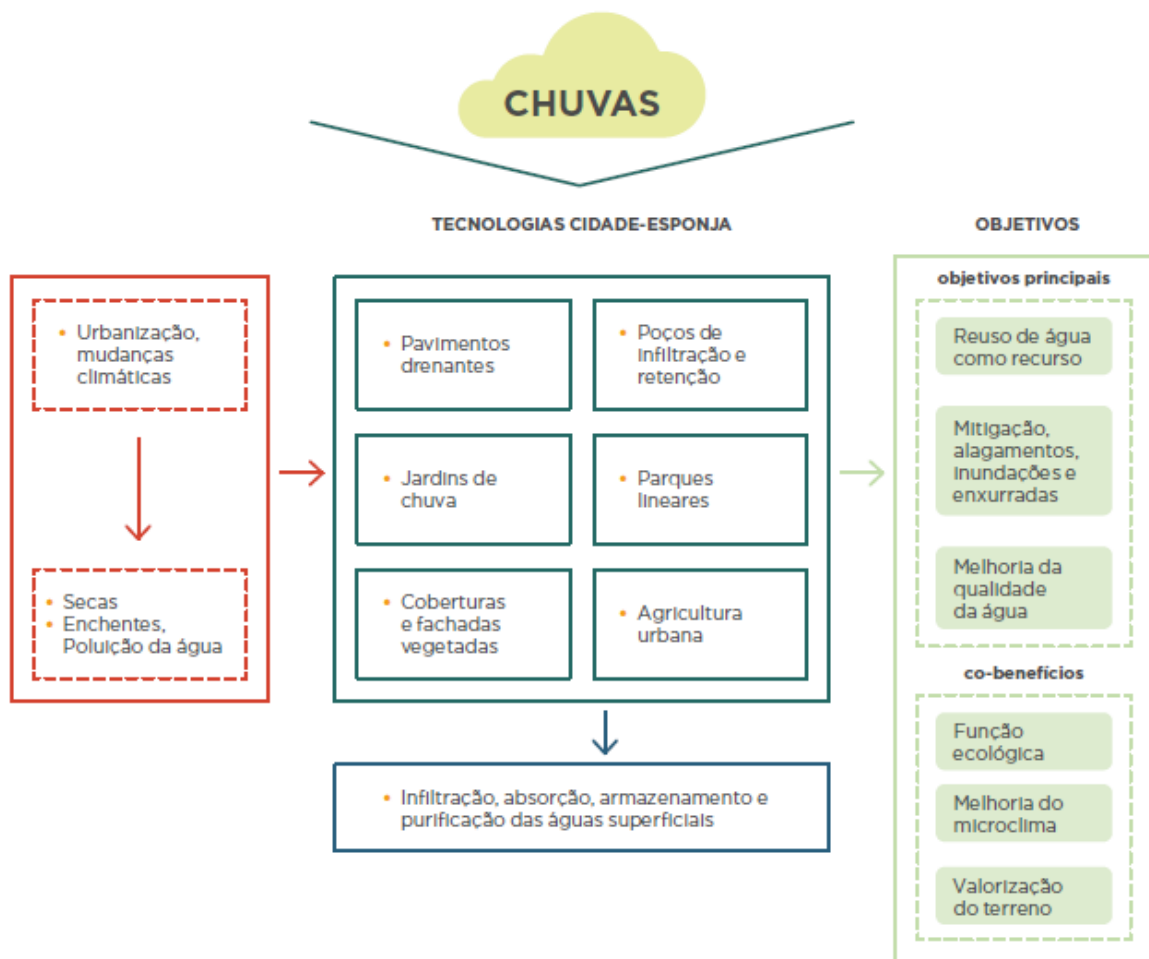 CHUVAS
TECNOLOGIAS CIDADE-ESPONJA
OBJETIVOS
• Urbanização,
mudanças
climáticas
• Secas
• Enchentes,
Poluição da água
• Pavimentos
drenantes
• Poços de
infiltração e
retenção
• Jardins de
chuva
• Parques
lineares
• Coberturas
e fachadas
vegetadas
• Agricultura
urbana
• Infiltração, absorção, armazenamento e
purificação das águas superficiais
objetivos principais
Reuso de água
como recurso
Mitigação,
alagamentos,
inundações e
enxurradas
Melhoria da
qualidade
da água
co-benefícios
Função
ecológica
Melhoria do
microclima
Valorização
do terreno